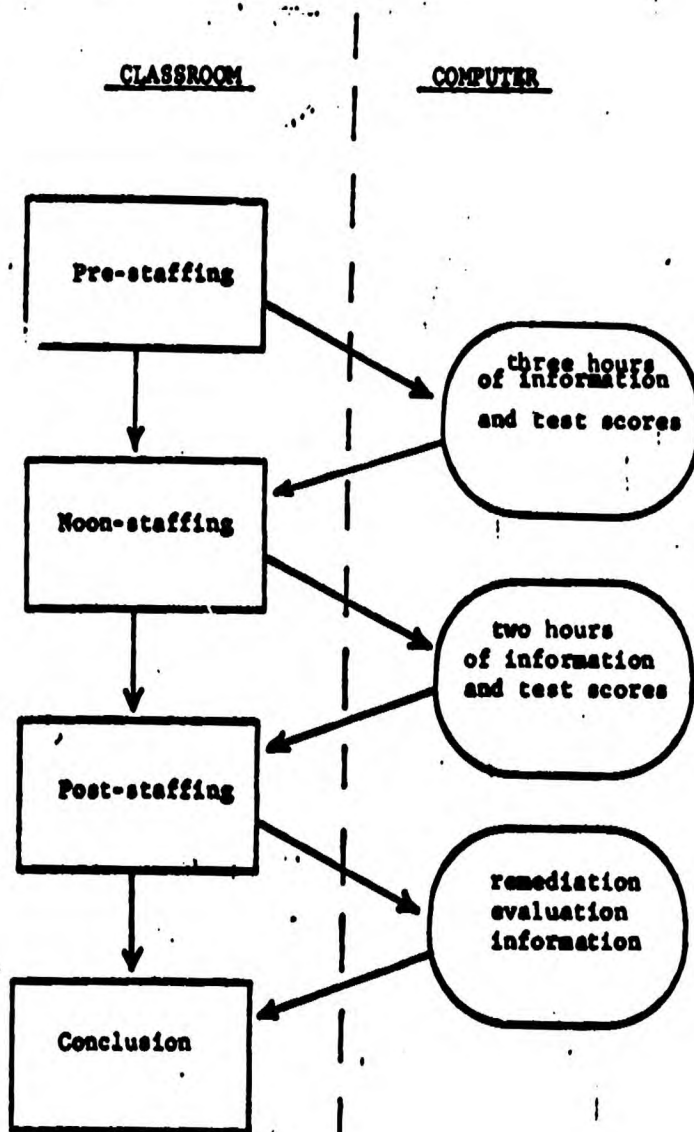 CLASSROOM
COMPUTER
Pre-staffing
three hours
of information
and test scores
Noon-staffing
two hours
of information
and test scores
Post-staffing
remediation
evaluation
information
Conclusion